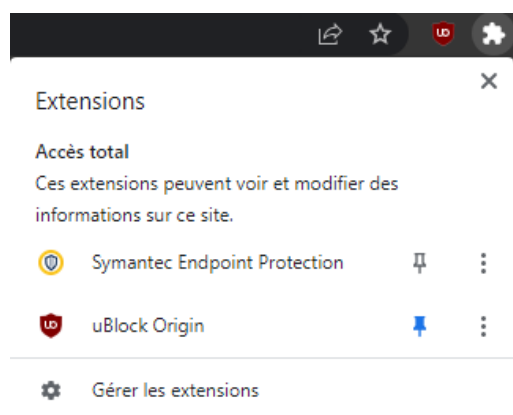 Extensions
Accès total
Ces extensions peuvent voir et modifier des
informations sur ce site.
Symantec Endpoint Protection
uBlock Origin
Gérer les extensions